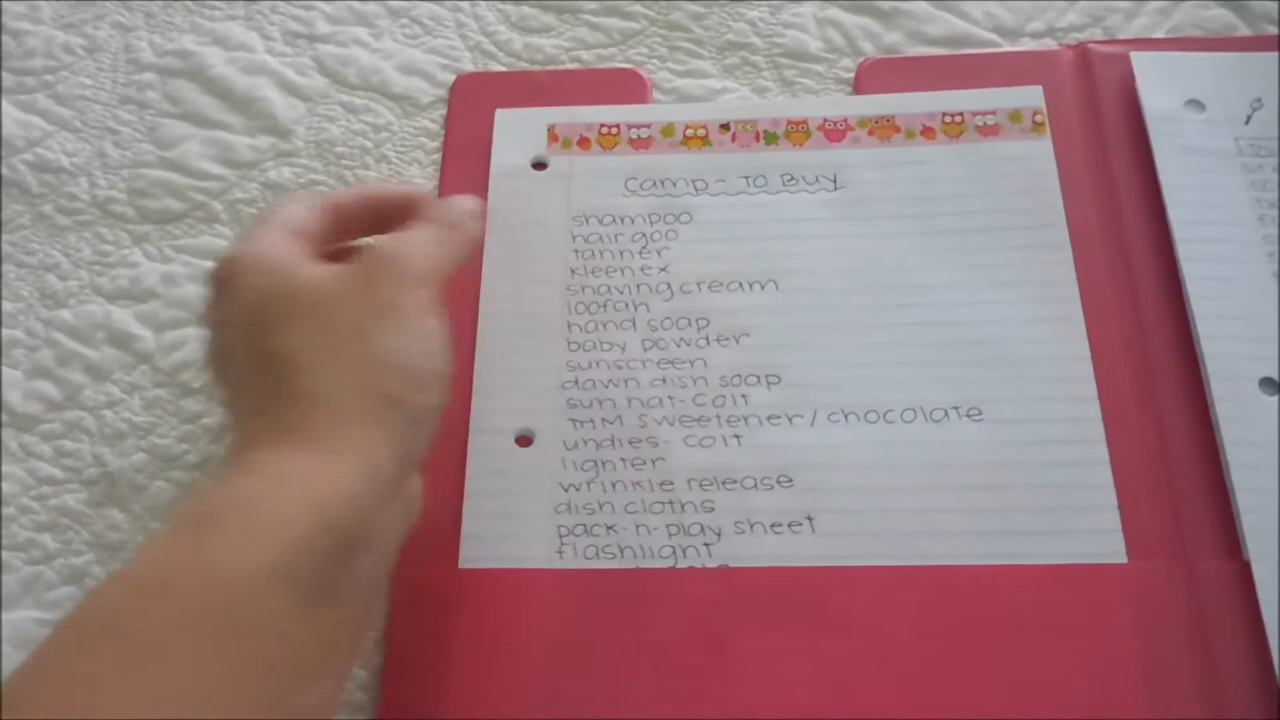 camp - TO BUY
shampoo
hair goo
tanner
kleenex
shaving cream
loofah
hand soap
baby powder
sunscreen
dawn dish soap
sun hat - COLT
THM sweetener/chocolate
undies - COLT
lighter
wrinkle release
dish cloths
pack-n-play sheet
flashlight